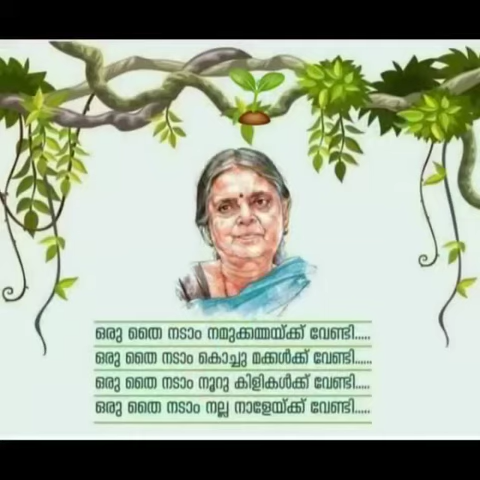 ഒരു തൈ നടാം നമുക്കമ്മയ്ക്ക് വേണ്ടി.....
ഒരു തൈ നടാം കൊച്ചു മക്കൾക്ക് വേണ്ടി......
ഒരു തൈ നടാം നൂറു കിളികൾക്ക് വേണ്ടി.....
ഒരു തൈ നടാം നല്ല നാളേയ്ക്ക് വേണ്ടി.....